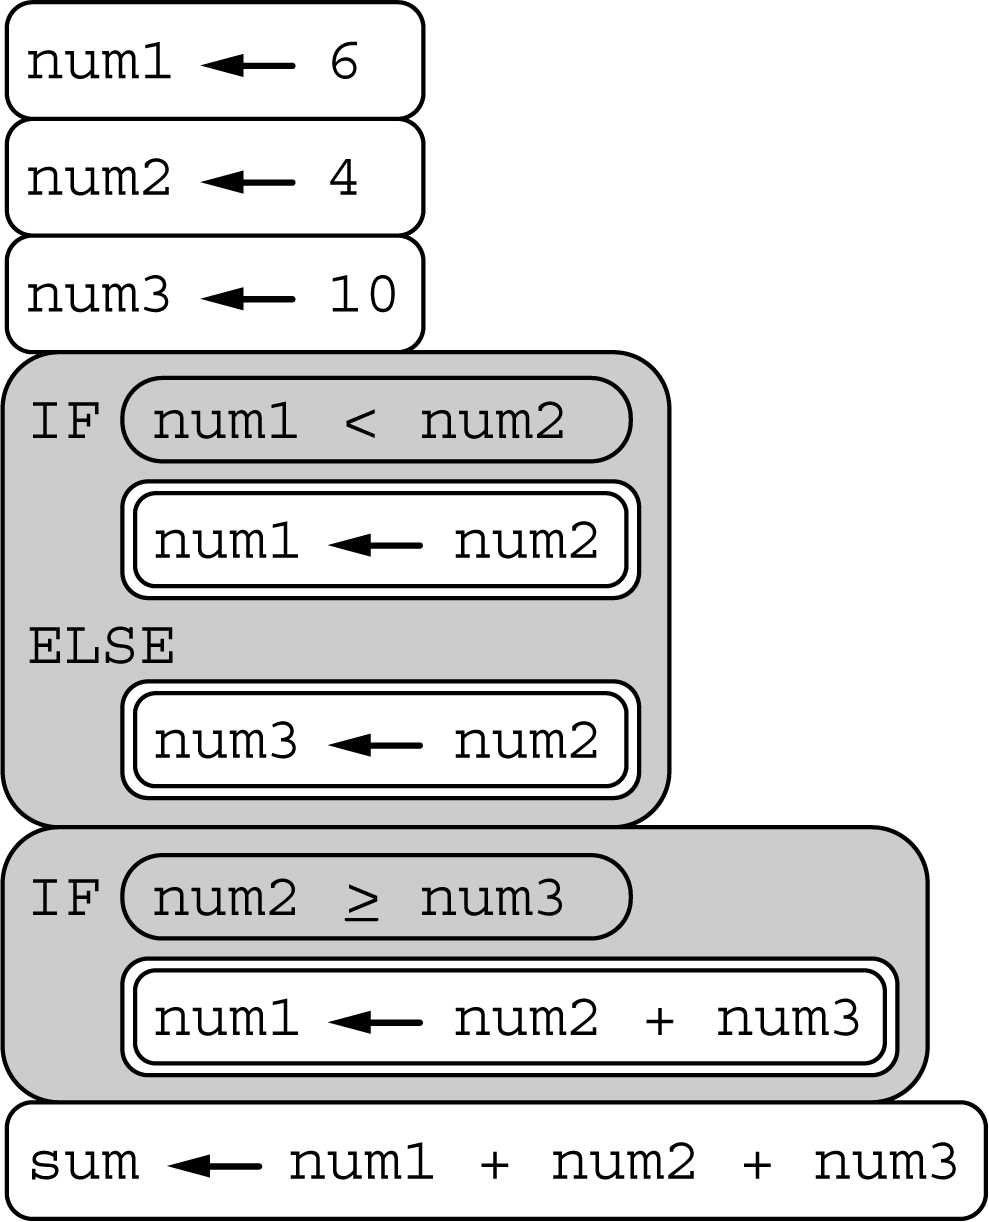 num1 ← 6
num2 ← 4
num3 ← 10
IF num1 < num2
num1 ← num2
ELSE
num3 ← num2
IF num2 ≥ num3
num1 ← num2 + num3
sum ← num1 + num2 + num3